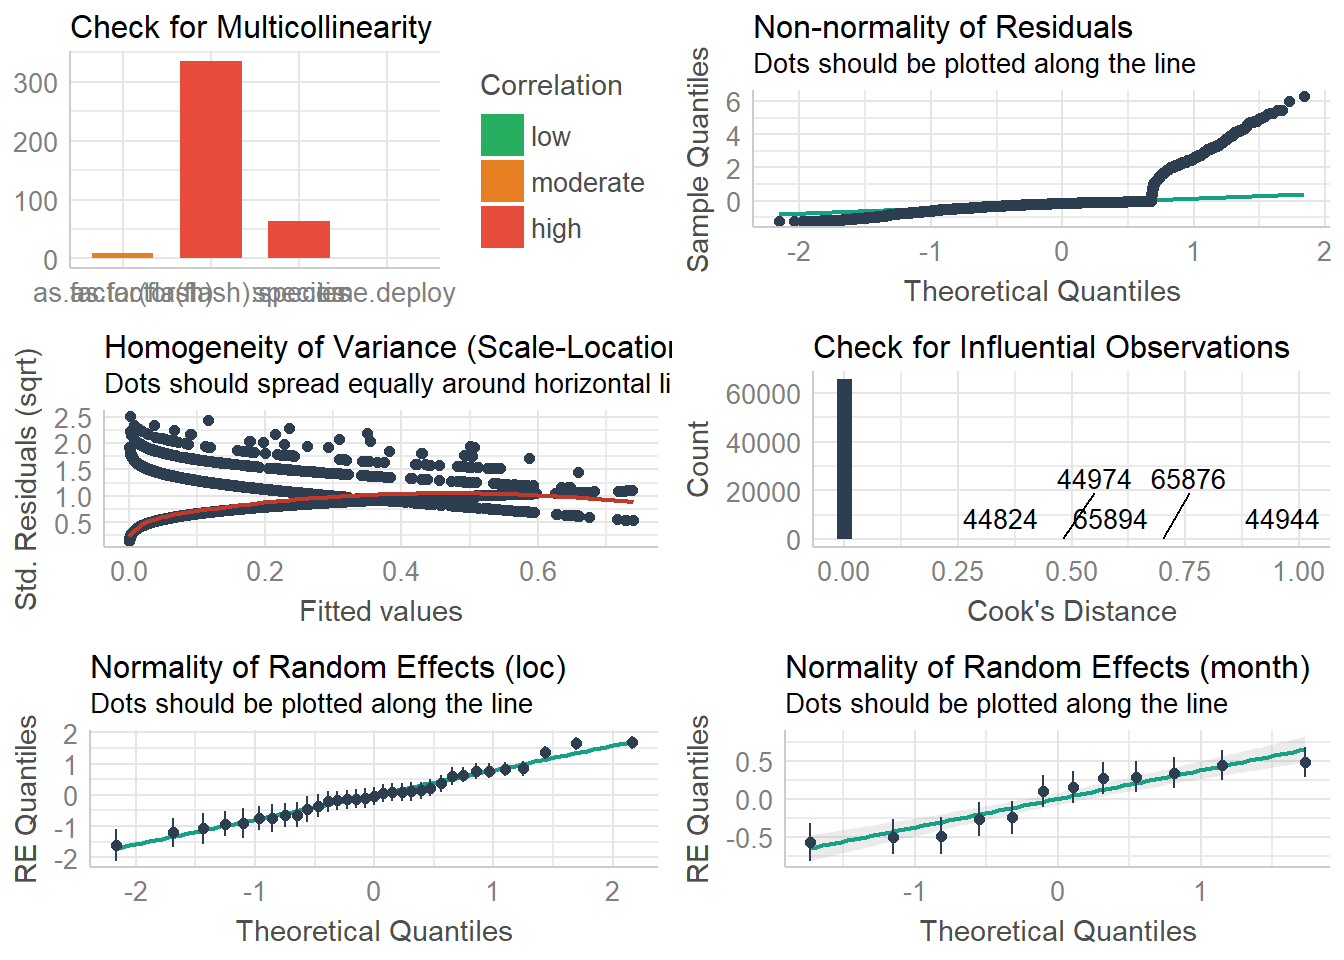 Check for Multicollinearity
300
200
100
0
time.deploy
Correlation
low
moderate
high
Non-normality of Residuals
Dots should be plotted along the line
Sample Quantiles
6
4
2
0
-2 -1 0 1 2
Theoretical Quantiles
Homogeneity of Variance (Scale-Location
Dots should spread equally around horizontal li
Std. Residuals (sqrt)
2.5
2.0
1.5
1.0
0.5
0.0 0.2 0.4 0.6
Fitted values
Check for Influential Observations
Count
60000
40000
20000
0
44974 65876
44824 65894 44944
0.00 0.25 0.50 0.75 1.00
Cook's Distance
Normality of Random Effects (loc)
Dots should be plotted along the line
RE Quantiles
2
1
0
-1
-2
-2 -1 0 1 2
Theoretical Quantiles
Normality of Random Effects (month)
Dots should be plotted along the line
RE Quantiles
0.5
0.0
-0.5
-1 0 1
Theoretical Quantiles